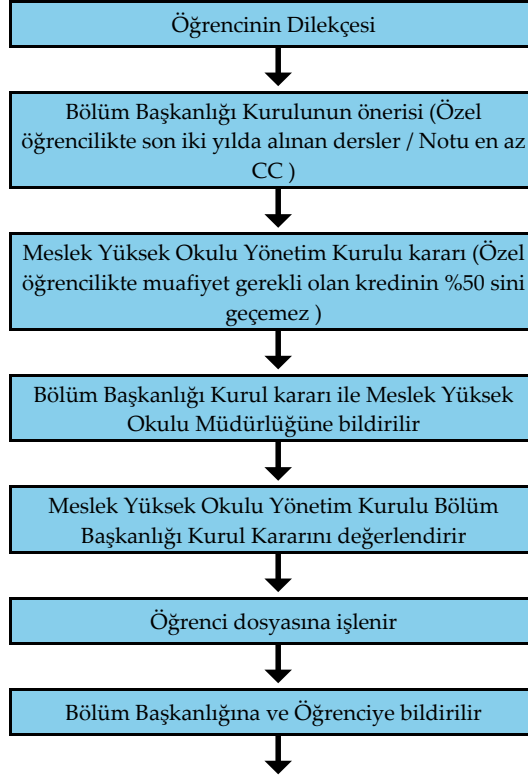 Öğrencinin Dilekçesi
Bölüm Başkanlığı Kurulunun önerisi (Özel
öğrencilikte son iki yılda alınan dersler / Notu en az
CC )
Meslek Yüksek Okulu Yönetim Kurulu kararı (Özel
öğrencilikte muafiyet gerekli olan kredinin %50 sini
geçemez )
Bölüm Başkanlığı Kurul kararı ile Meslek Yüksek
Okulu Müdürlüğüne bildirilir
Meslek Yüksek Okulu Yönetim Kurulu Bölüm
Başkanlığı Kurul Kararını değerlendirir
Öğrenci dosyasına işlenir
Bölüm Başkanlığına ve Öğrenciye bildirilir